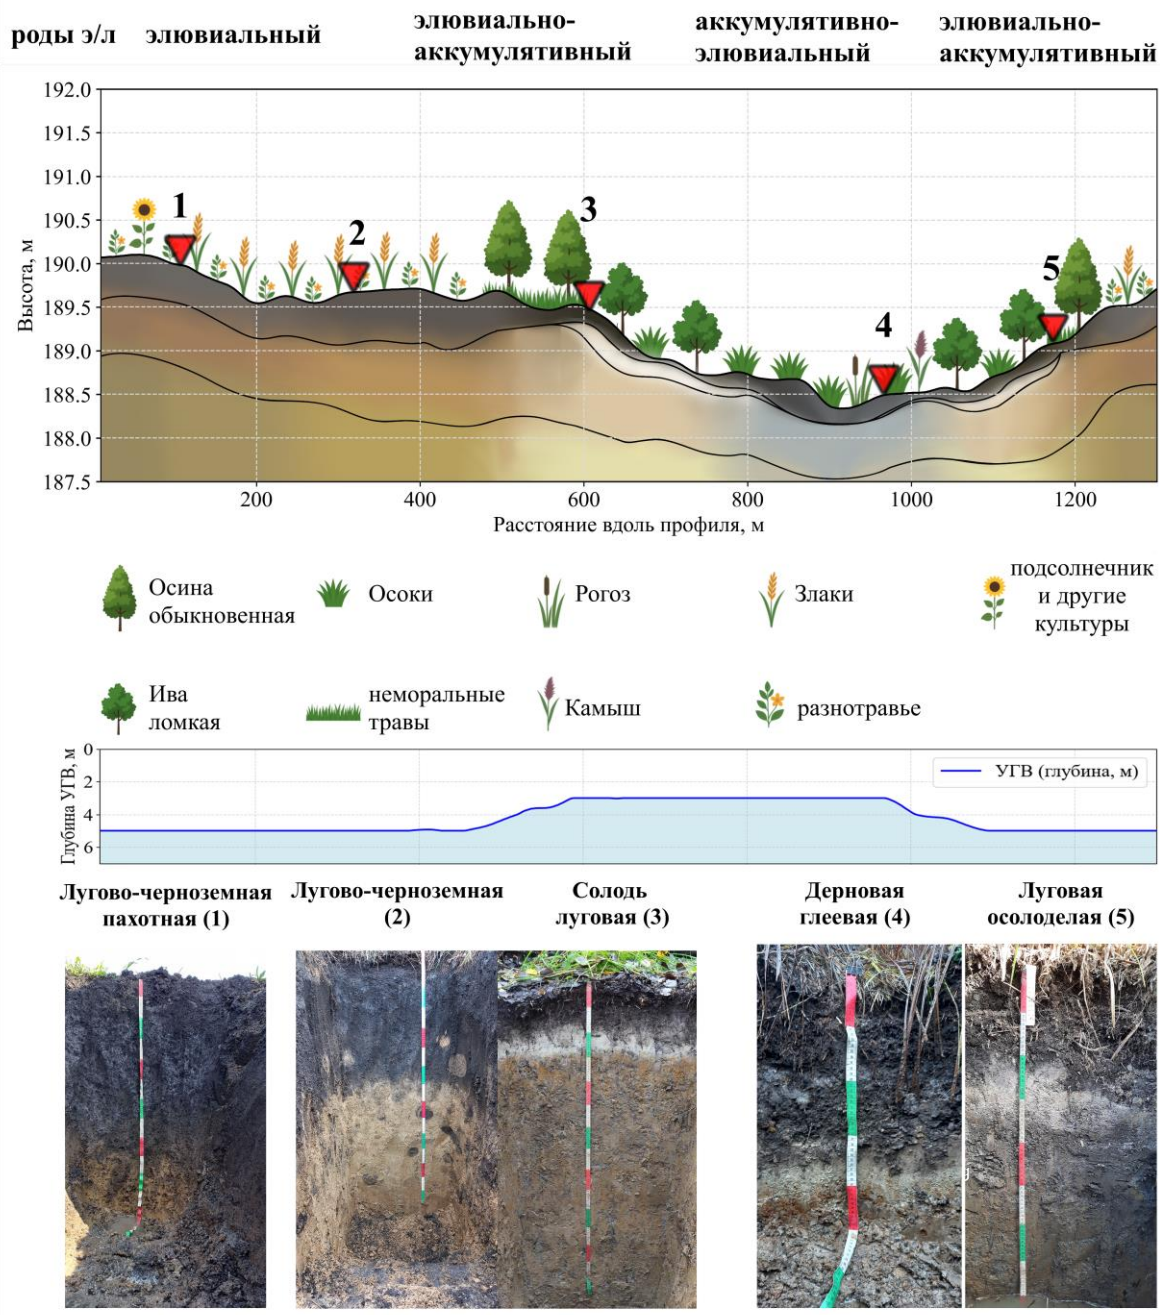 роды э/л
элювиальный
элювиально-
аккумулятивный
аккумулятивно-
элювиальный
элювиально-
аккумулятивный
192.0
191.5
191.0
190.5
190.0
189.5
189.0
188.5
188.0
187.5
Высота, м
1
2
3
4
5
200
400
600
800
1000
1200
Расстояние вдоль профиля, м
Осина
обыкновенная
Осоки
Рогоз
Злаки
подсолнечник
и другие
культуры
Ива
ломкая
неморальные
травы
Камыш
разнотравье
Глубина УГВ, м
0
2
4
6
УГВ (глубина, м)
Лугово-черноземная
пахотная (1)
Лугово-черноземная
(2)
Солодь
луговая (3)
Дерновая
глеевая (4)
Луговая
осолоделая (5)